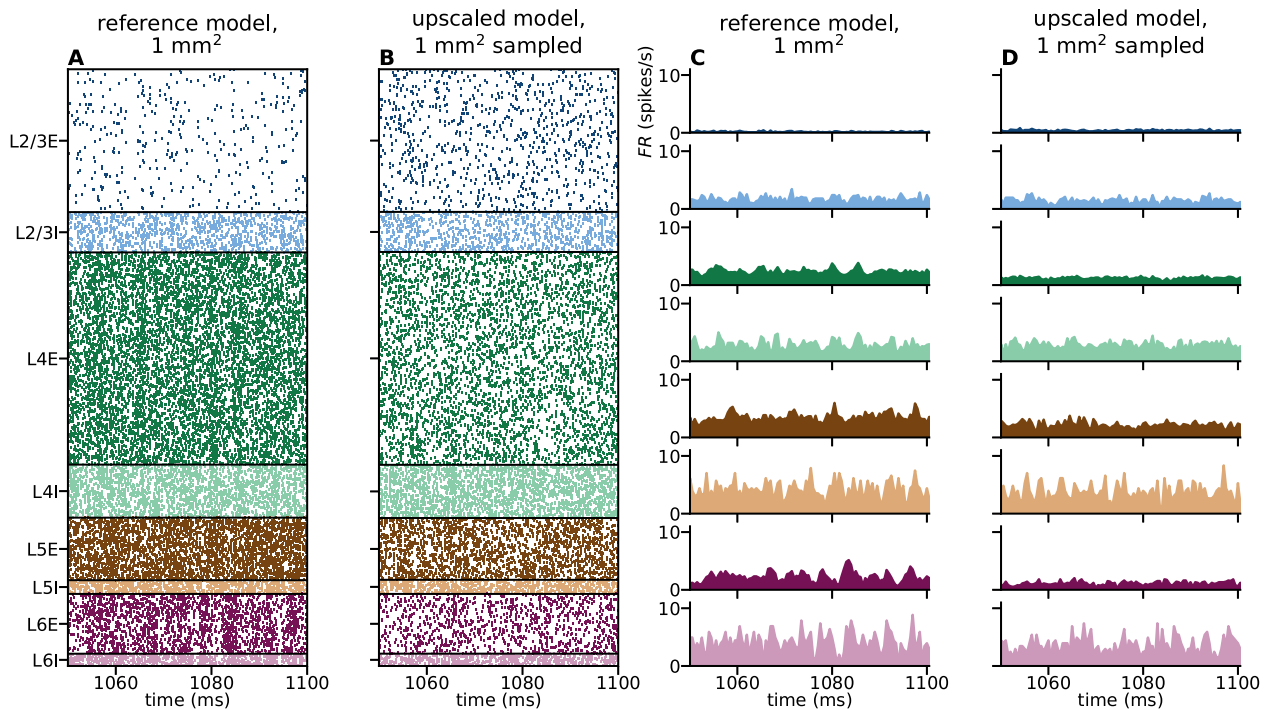 reference model,
1 mm²
upscaled model,
1 mm² sampled
reference model,
1 mm²
upscaled model,
1 mm² sampled
A
B
C
D
L2/3E
L2/3I
L4E
L4I
L5E
L5I
L6E
L6I
1060
1080
1100
time (ms)
1060
1080
1100
time (ms)
FR (spikes/s)
10
0
10
0
10
0
10
0
10
0
10
0
10
0
10
0
1060
1080
1100
time (ms)
1060
1080
1100
time (ms)